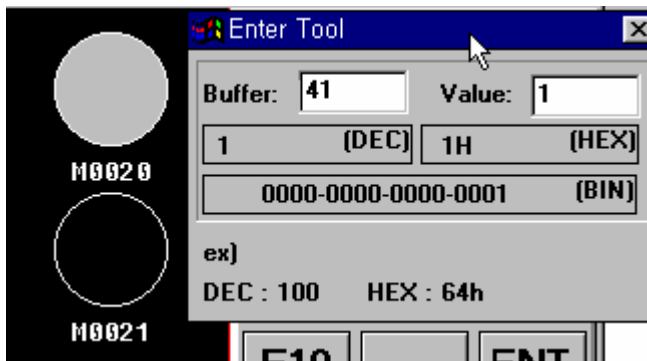 Enter Tool
Buffer: 41 Value: 1
1 (DEC) 1H (HEX)
M0020
0000-0000-0000-0001 (BIN)
ex)
DEC : 100 HEX : 64h
M0021
ENT